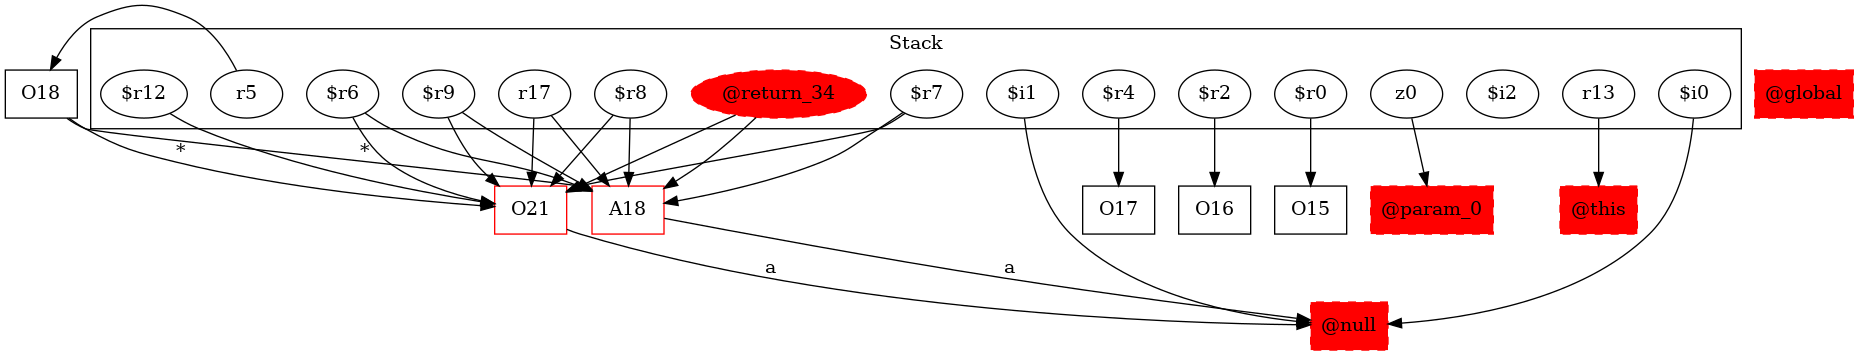 Stack
O18
$r12
r5
$r6
$r9
r17
$r8
@return_34
$r7
$i1
$r4
$r2
$r0
z0
$i2
r13
$i0
@global
*
*
O21
A18
O17
O16
O15
@param_0
@this
a
a
@null